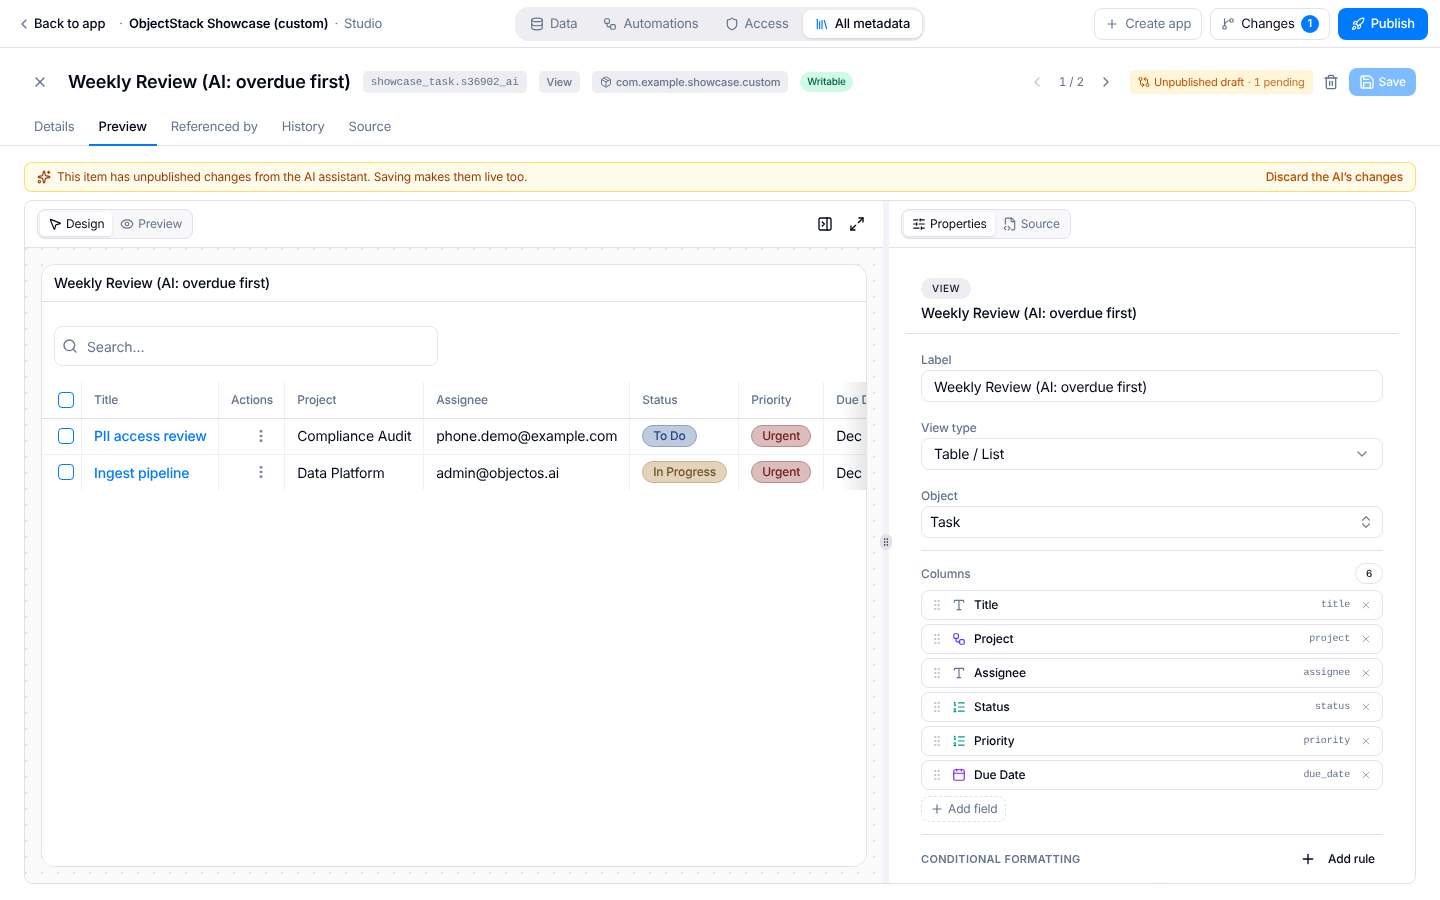 Back to app · ObjectStack Showcase (custom) · Studio
Data Automations Access All metadata
Create app Changes 1 Publish
Weekly Review (AI: overdue first) showcase_task.s36902_ai View com.example.showcase.custom Writable
1 / 2 Unpublished draft · 1 pending Save
Details Preview Referenced by History Source
This item has unpublished changes from the AI assistant. Saving makes them live too. Discard the AI's changes
Design Preview
Properties Source
Weekly Review (AI: overdue first)
Search...
Title Actions Project Assignee Status Priority Due D
PII access review Compliance Audit phone.demo@example.com To Do Urgent Dec
Ingest pipeline Data Platform admin@objectos.ai In Progress Urgent Dec
VIEW
Weekly Review (AI: overdue first)
Label
Weekly Review (AI: overdue first)
View type
Table / List
Object
Task
Columns 6
Title title
Project project
Assignee assignee
Status status
Priority priority
Due Date due_date
Add field
CONDITIONAL FORMATTING Add rule